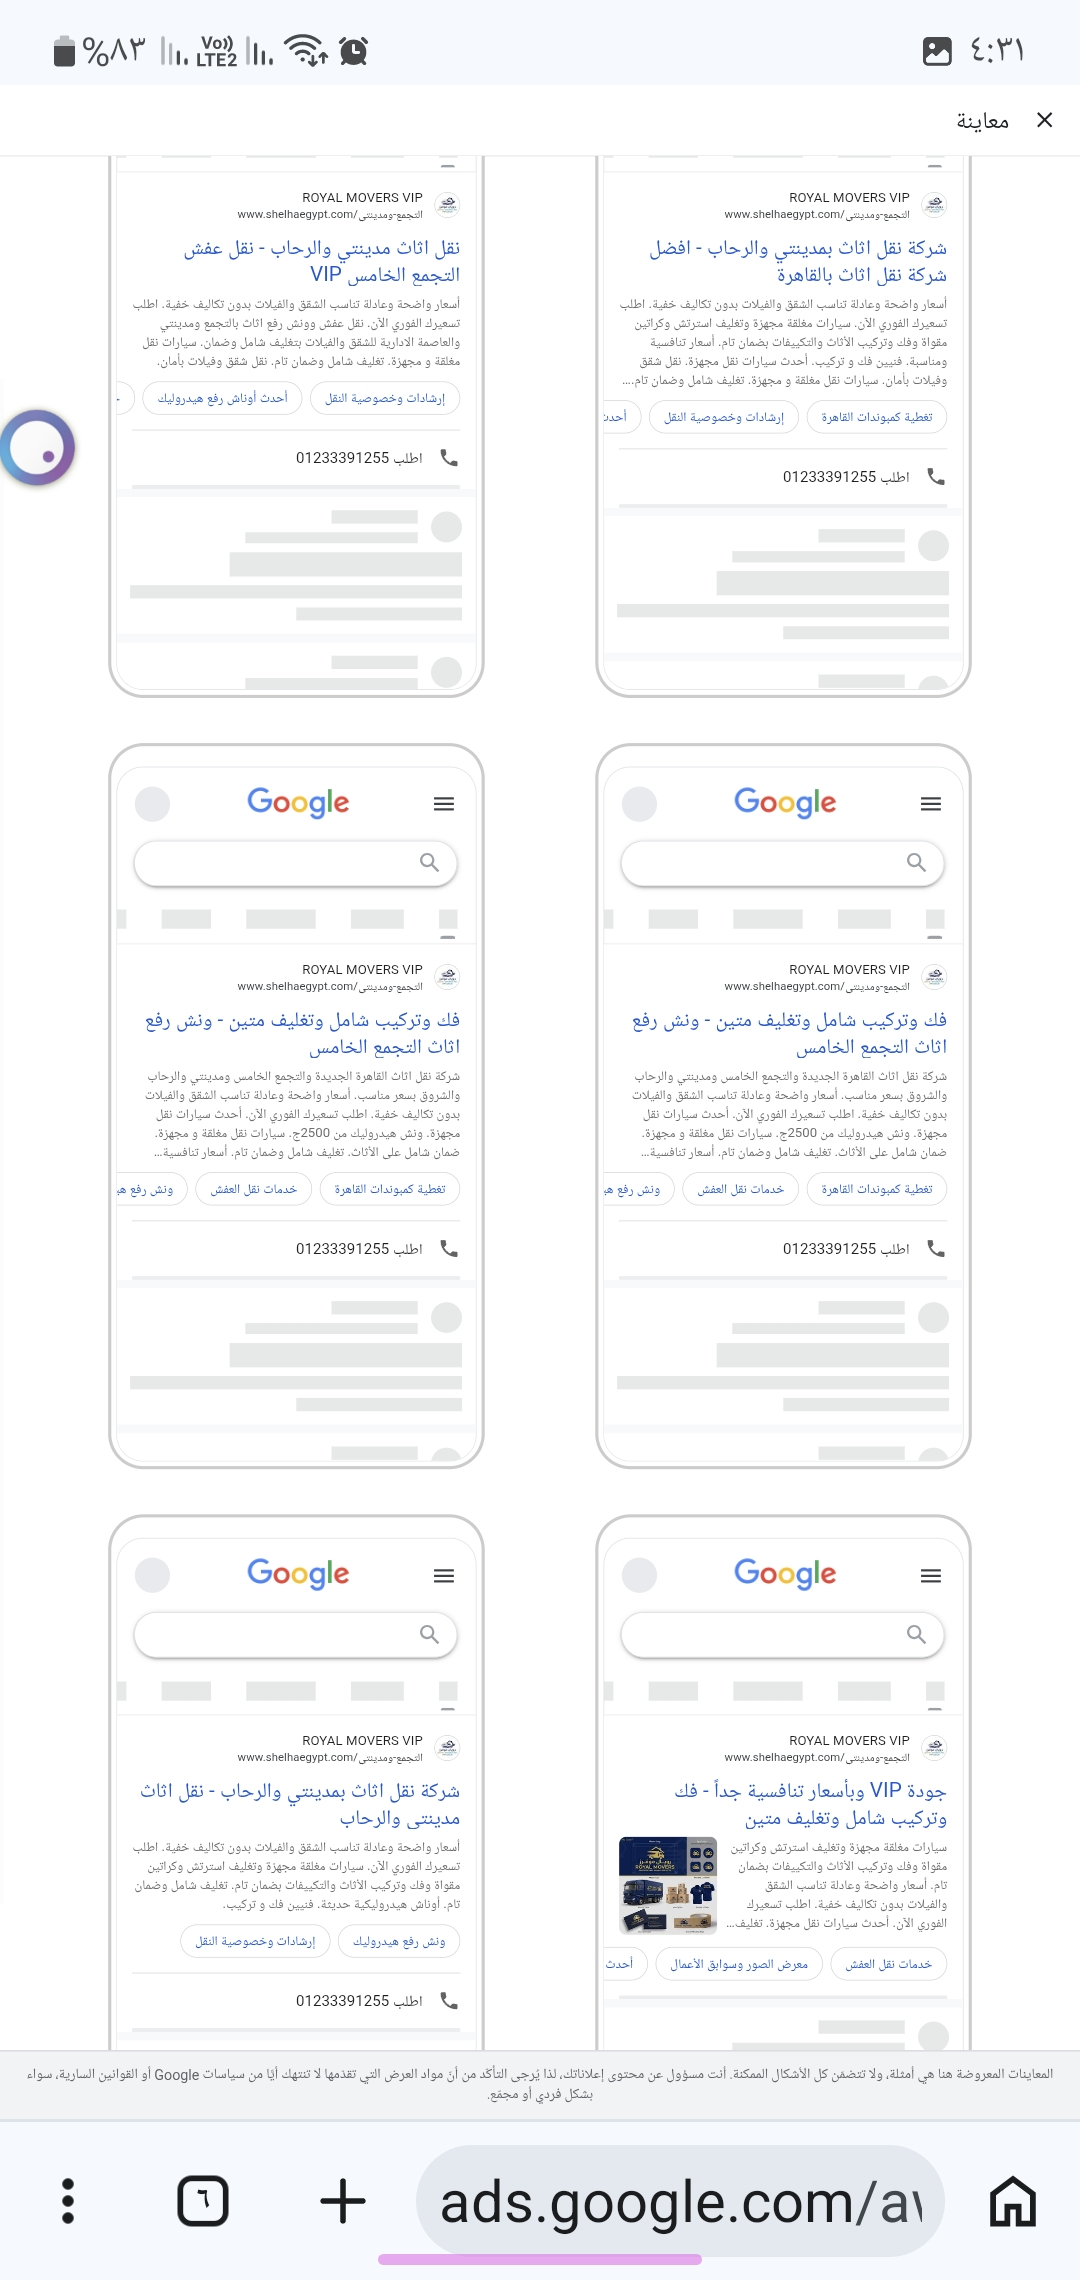 ٤:٣١
%٨٣
Vo))
LTE2
معاينة
ROYAL MOVERS VIP
www.shelhaegypt.com/التجمع-ومدينتي
شركة نقل اثاث بمدينتي والرحاب - افضل
شركة نقل اثاث بالقاهرة
أسعار واضحة وعادلة تناسب الشقق والفيلات بدون تكاليف خفية. اطلب
تسعيرك الفوري الآن. سيارات مغلقة مجهزة وتغليف استرتش وكراتين
مقواة وفك وتركيب الأثاث والتكييفات بضمان تام. أسعار تنافسية
ومناسبة. فنيين فك و تركيب. أحدث سيارات نقل مجهزة. نقل شقق
وفيلات بأمان. سيارات نقل مغلقة و مجهزة. تغليف شامل وضمان تام....
تغطية كمبوندات القاهرة
إرشادات وخصوصية النقل
أحدث
اطلب 01233391255
ROYAL MOVERS VIP
www.shelhaegypt.com/التجمع-ومدينتي
نقل اثاث مدينتي والرحاب - نقل عفش
التجمع الخامس VIP
أسعار واضحة وعادلة تناسب الشقق والفيلات بدون تكاليف خفية. اطلب
تسعيرك الفوري الآن. نقل عفش وونش رفع اثاث بالتجمع ومدينتي
والعاصمة الادارية للشقق والفيلات بتغليف شامل وضمان. سيارات نقل
مغلقة و مجهزة. تغليف شامل وضمان تام. نقل شقق وفيلات بأمان.
إرشادات وخصوصية النقل
أحدث أوناش رفع هيدروليك
اطلب 01233391255
Google
ROYAL MOVERS VIP
www.shelhaegypt.com/التجمع-ومدينتي
فك وتركيب شامل وتغليف متين - ونش رفع
اثاث التجمع الخامس
شركة نقل اثاث القاهرة الجديدة والتجمع الخامس ومدينتي والرحاب
والشروق بسعر مناسب. أسعار واضحة وعادلة تناسب الشقق والفيلات
بدون تكاليف خفية. اطلب تسعيرك الفوري الآن. أحدث سيارات نقل
مجهزة. ونش هيدروليك من 2500ج. سيارات نقل مغلقة و مجهزة.
ضمان شامل على الأثاث. تغليف شامل وضمان تام. أسعار تنافسية...
تغطية كمبوندات القاهرة
خدمات نقل العفش
ونش رفع هي
اطلب 01233391255
Google
ROYAL MOVERS VIP
www.shelhaegypt.com/التجمع-ومدينتي
فك وتركيب شامل وتغليف متين - ونش رفع
اثاث التجمع الخامس
شركة نقل اثاث القاهرة الجديدة والتجمع الخامس ومدينتي والرحاب
والشروق بسعر مناسب. أسعار واضحة وعادلة تناسب الشقق والفيلات
بدون تكاليف خفية. اطلب تسعيرك الفوري الآن. أحدث سيارات نقل
مجهزة. ونش هيدروليك من 2500ج. سيارات نقل مغلقة و مجهزة.
ضمان شامل على الأثاث. تغليف شامل وضمان تام. أسعار تنافسية...
تغطية كمبوندات القاهرة
خدمات نقل العفش
ونش رفع هي
اطلب 01233391255
Google
ROYAL MOVERS VIP
www.shelhaegypt.com/التجمع-ومدينتي
جودة VIP وبأسعار تنافسية جداً - فك
وتركيب شامل وتغليف متين
سيارات مغلقة مجهزة وتغليف استرتش وكراتين
مقواة وفك وتركيب الأثاث والتكييفات بضمان
تام. أسعار واضحة وعادلة تناسب الشقق
والفيلات بدون تكاليف خفية. اطلب تسعيرك
الفوري الآن. أحدث سيارات نقل مجهزة. تغليف...
ROYAL MOVERS
خدمات نقل العفش
معرض الصور وسوابق الأعمال
أحدث
Google
ROYAL MOVERS VIP
www.shelhaegypt.com/التجمع-ومدينتي
شركة نقل اثاث بمدينتي والرحاب - نقل اثاث
مدينتي والرحاب
أسعار واضحة وعادلة تناسب الشقق والفيلات بدون تكاليف خفية. اطلب
تسعيرك الفوري الآن. سيارات مغلقة مجهزة وتغليف استرتش وكراتين
مقواة وفك وتركيب الأثاث والتكييفات بضمان تام. تغليف شامل وضمان
تام. أوناش هيدروليكية حديثة. فنيين فك و تركيب.
ونش رفع هيدروليك
إرشادات وخصوصية النقل
اطلب 01233391255
المعاينات المعروضة هنا هي أمثلة، ولا تتضمّن كل الأشكال الممكنة. أنت مسؤول عن محتوى إعلاناتك، لذا يُرجى التأكّد من أنّ مواد العرض التي تقدّمها لا تنتهك أيًا من سياسات Google أو القوانين السارية، سواء
بشكل فردي أو مجمّع.
ads.google.com/aw
٦